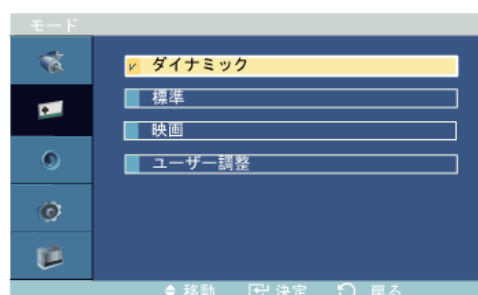 モード
ダイナミック
標準
映画
ユーザー調整
移動 決定 戻る